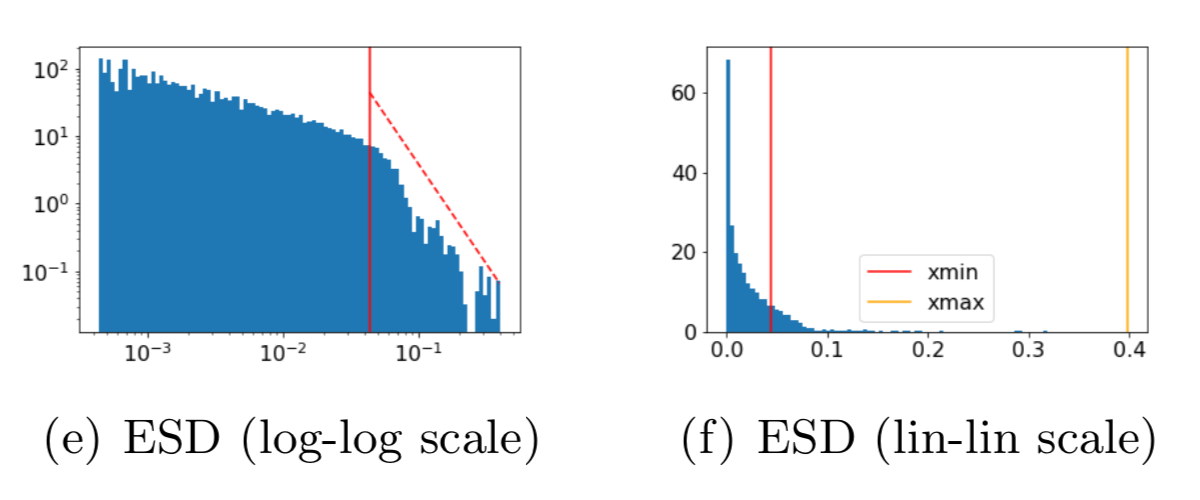 10²
10¹
10⁰
10⁻¹
10⁻³ 10⁻² 10⁻¹
60
40
20
0
xmin
xmax
0.0 0.1 0.2 0.3 0.4
(e) ESD (log-log scale)
(f) ESD (lin-lin scale)